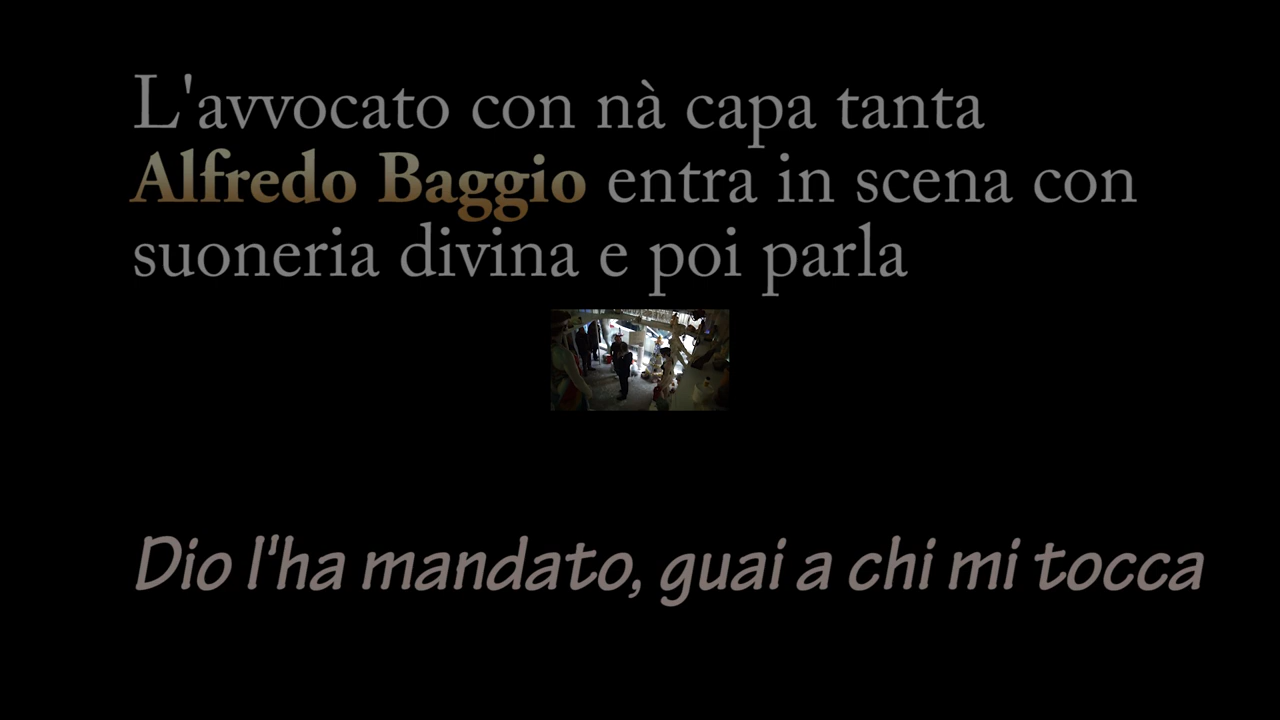 L'avvocato con nà capa tanta
Alfredo Baggio entra in scena con
suoneria divina e poi parla
Dio l'ha mandato, guai a chi mi tocca